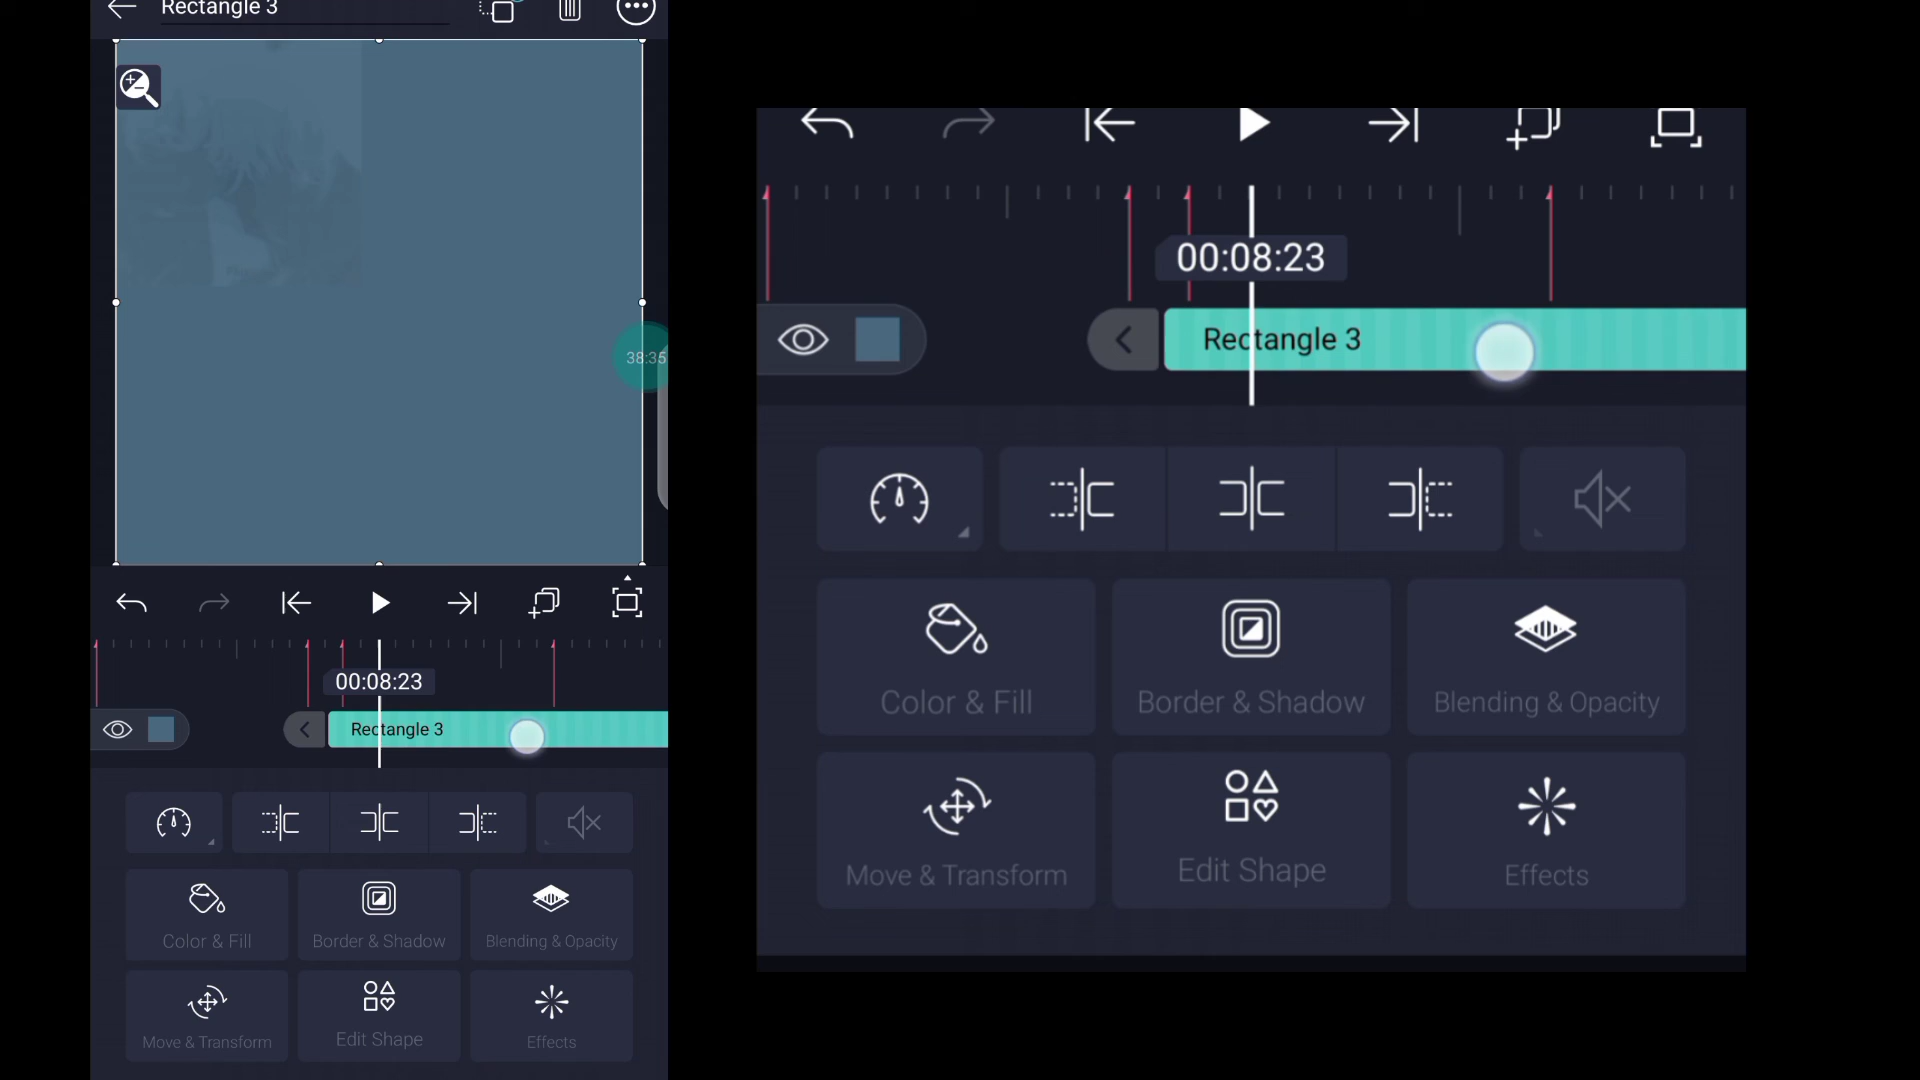 Rectangle 3
38:35
00:08:23
Rectangle 3
Color & Fill
Border & Shadow
Blending & Opacity
Move & Transform
Edit Shape
Effects
00:08:23
Rectangle 3
Color & Fill
Border & Shadow
Blending & Opacity
Move & Transform
Edit Shape
Effects